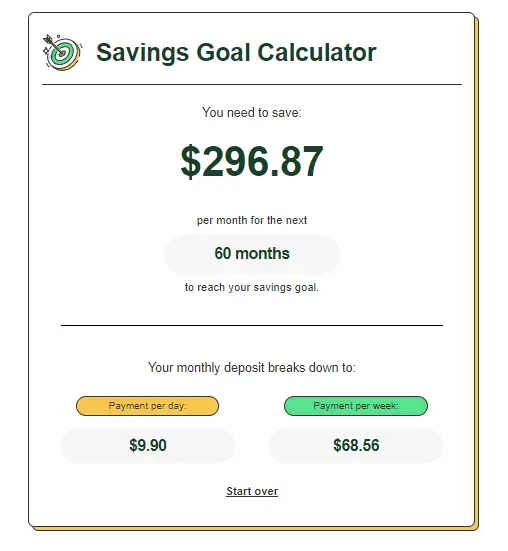 Savings Goal Calculator
You need to save:
$296.87
per month for the next
60 months
to reach your savings goal.
Your monthly deposit breaks down to:
Payment per day:
Payment per week:
$9.90
$68.56
Start over